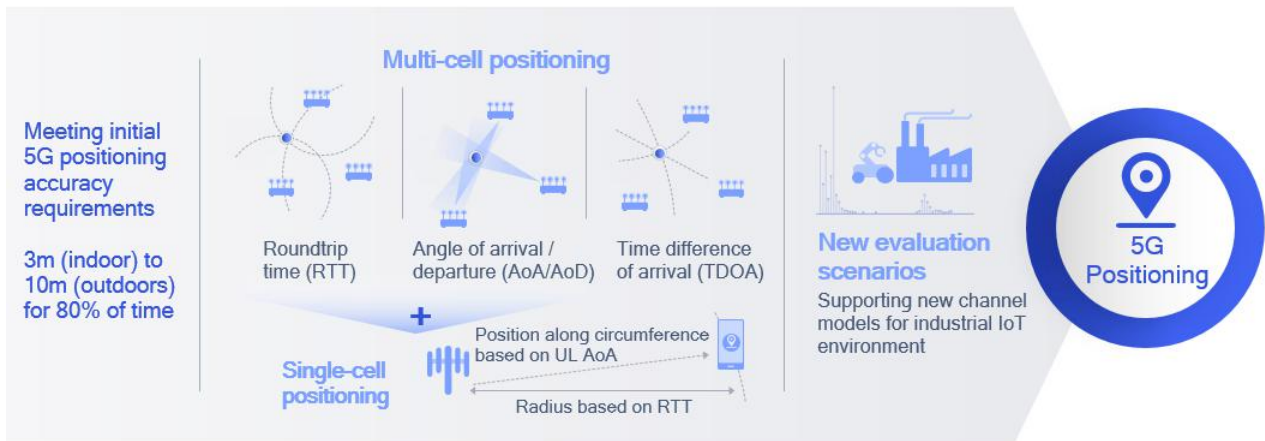 Meeting initial
5G positioning
accuracy
requirements
3m (indoor) to
10m (outdoors)
for 80% of time
Multi-cell positioning
Roundtrip
time (RTT)
Angle of arrival /
departure (AoA/AoD)
Time difference
of arrival (TDOA)
+
Single-cell
positioning
Position along circumference
based on UL AoA
Radius based on RTT
New evaluation
scenarios
Supporting new channel
models for industrial IoT
environment
5G
Positioning